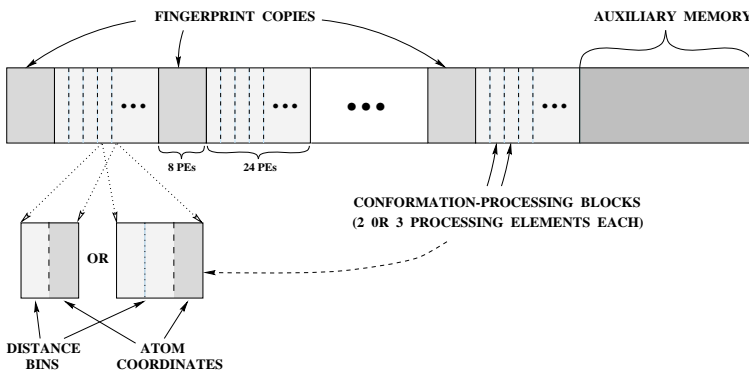 FINGERPRINT COPIES
AUXILIARY MEMORY
8 PEs
24 PEs
CONFORMATION-PROCESSING BLOCKS
(2 0R 3 PROCESSING ELEMENTS EACH)
OR
DISTANCE
BINS
ATOM
COORDINATES